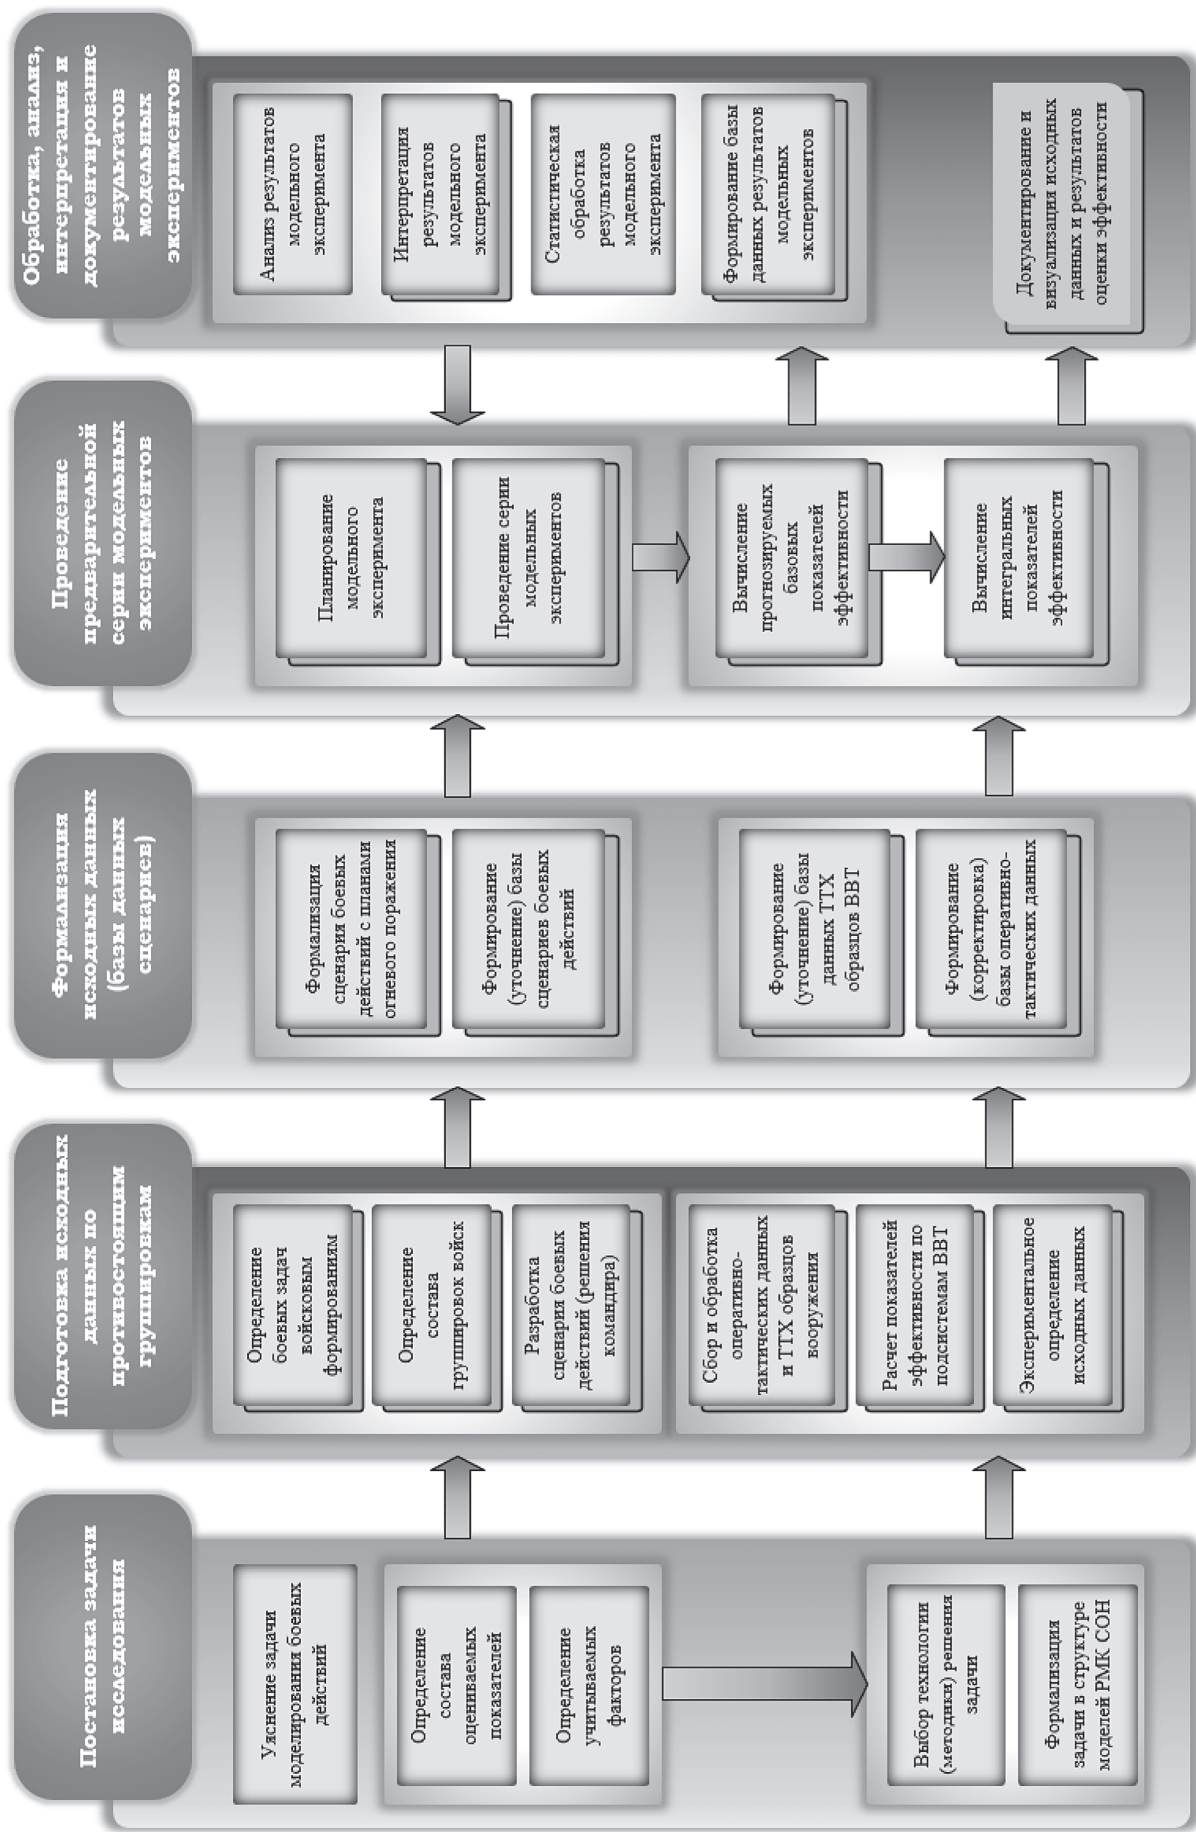 Постановка задачи
исследования
Уяснение задачи
моделирования боевых
действий
Определение
состава
оцениваемых
показателей
Определение
учитываемых
факторов
Выбор технологии
(методики) решения
задачи
Формализация
задачи в структуре
моделей РМК СОН
Подготовка исходных
данных по
противостоящим
группировкам
Определение
боевых задач
войсковым
формированиям
Определение
состава
группировок войск
Разработка
сценария боевых
действий (решения
командира)
Сбор и обработка
оперативно-
тактических данных
и ТТХ образцов
вооружения
Расчет показателей
эффективности по
подсистемам ВВТ
Экспериментальное
определение
исходных данных
Формализация
исходных данных
(базы данных
сценариев)
Формализация
сценария боевых
действий с планами
огневого поражения
Формирование
(уточнение) базы
сценариев боевых
действий
Формирование
(уточнение) базы
данных ТТХ
образцов ВВТ
Формирование
(корректировка)
базы оперативно-
тактических данных
Проведение
предварительной
серии модельных
экспериментов
Планирование
модельного
эксперимента
Проведение серии
модельных
экспериментов
Вычисление
прогнозируемых
базовых
показателей
эффективности
Вычисление
интегральных
показателей
эффективности
Обработка, анализ,
интерпретация и
документирование
результатов
модельных
экспериментов
Анализ результатов
модельного
эксперимента
Интерпретация
результатов
модельного
эксперимента
Статистическая
обработка
результатов
модельного
эксперимента
Формирование базы
данных результатов
модельных
экспериментов
Документирование и
визуализация исходных
данных и результатов
оценки эффективности